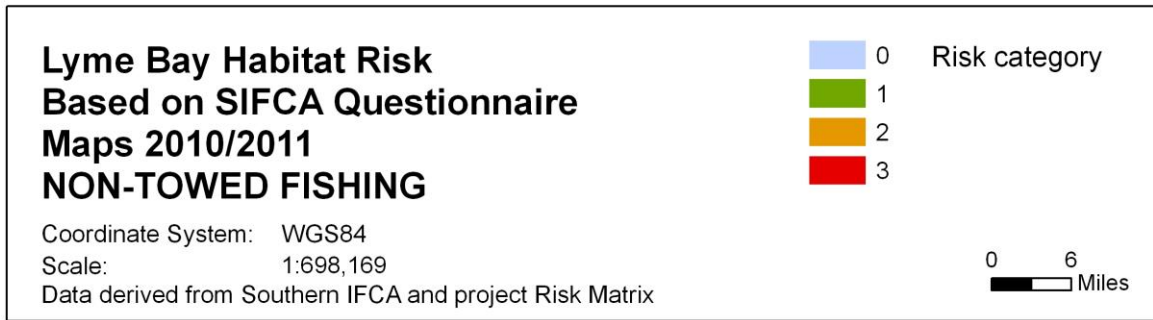 Lyme Bay Habitat Risk
Based on SIFCA Questionnaire
Maps 2010/2011
NON-TOWED FISHING
Coordinate System: WGS84
Scale: 1:698,169
Data derived from Southern IFCA and project Risk Matrix
0 Risk category
1
2
3
0 6
Miles